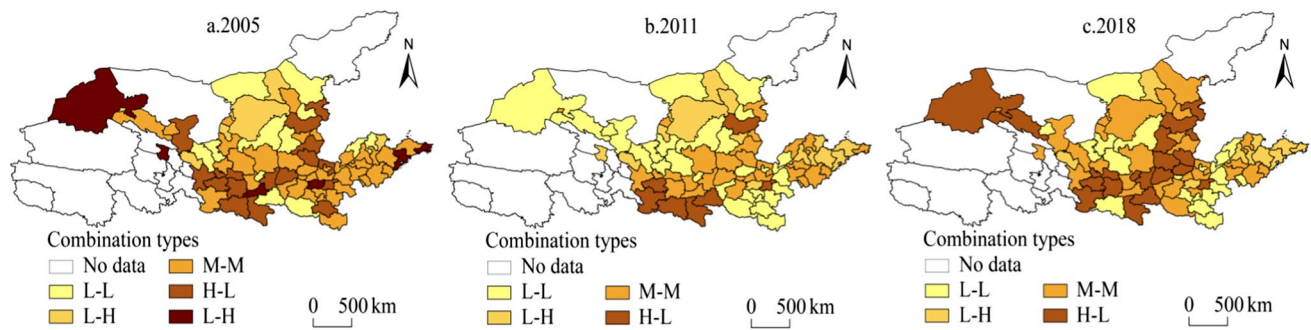 a.2005
N
Combination types
No data
M-M
L-L
H-L
L-H
L-H
0 500 km
b.2011
N
Combination types
No data
L-L
M-M
L-H
H-L
0 500 km
c.2018
N
Combination types
No data
L-L
M-M
L-H
H-L
0 500 km